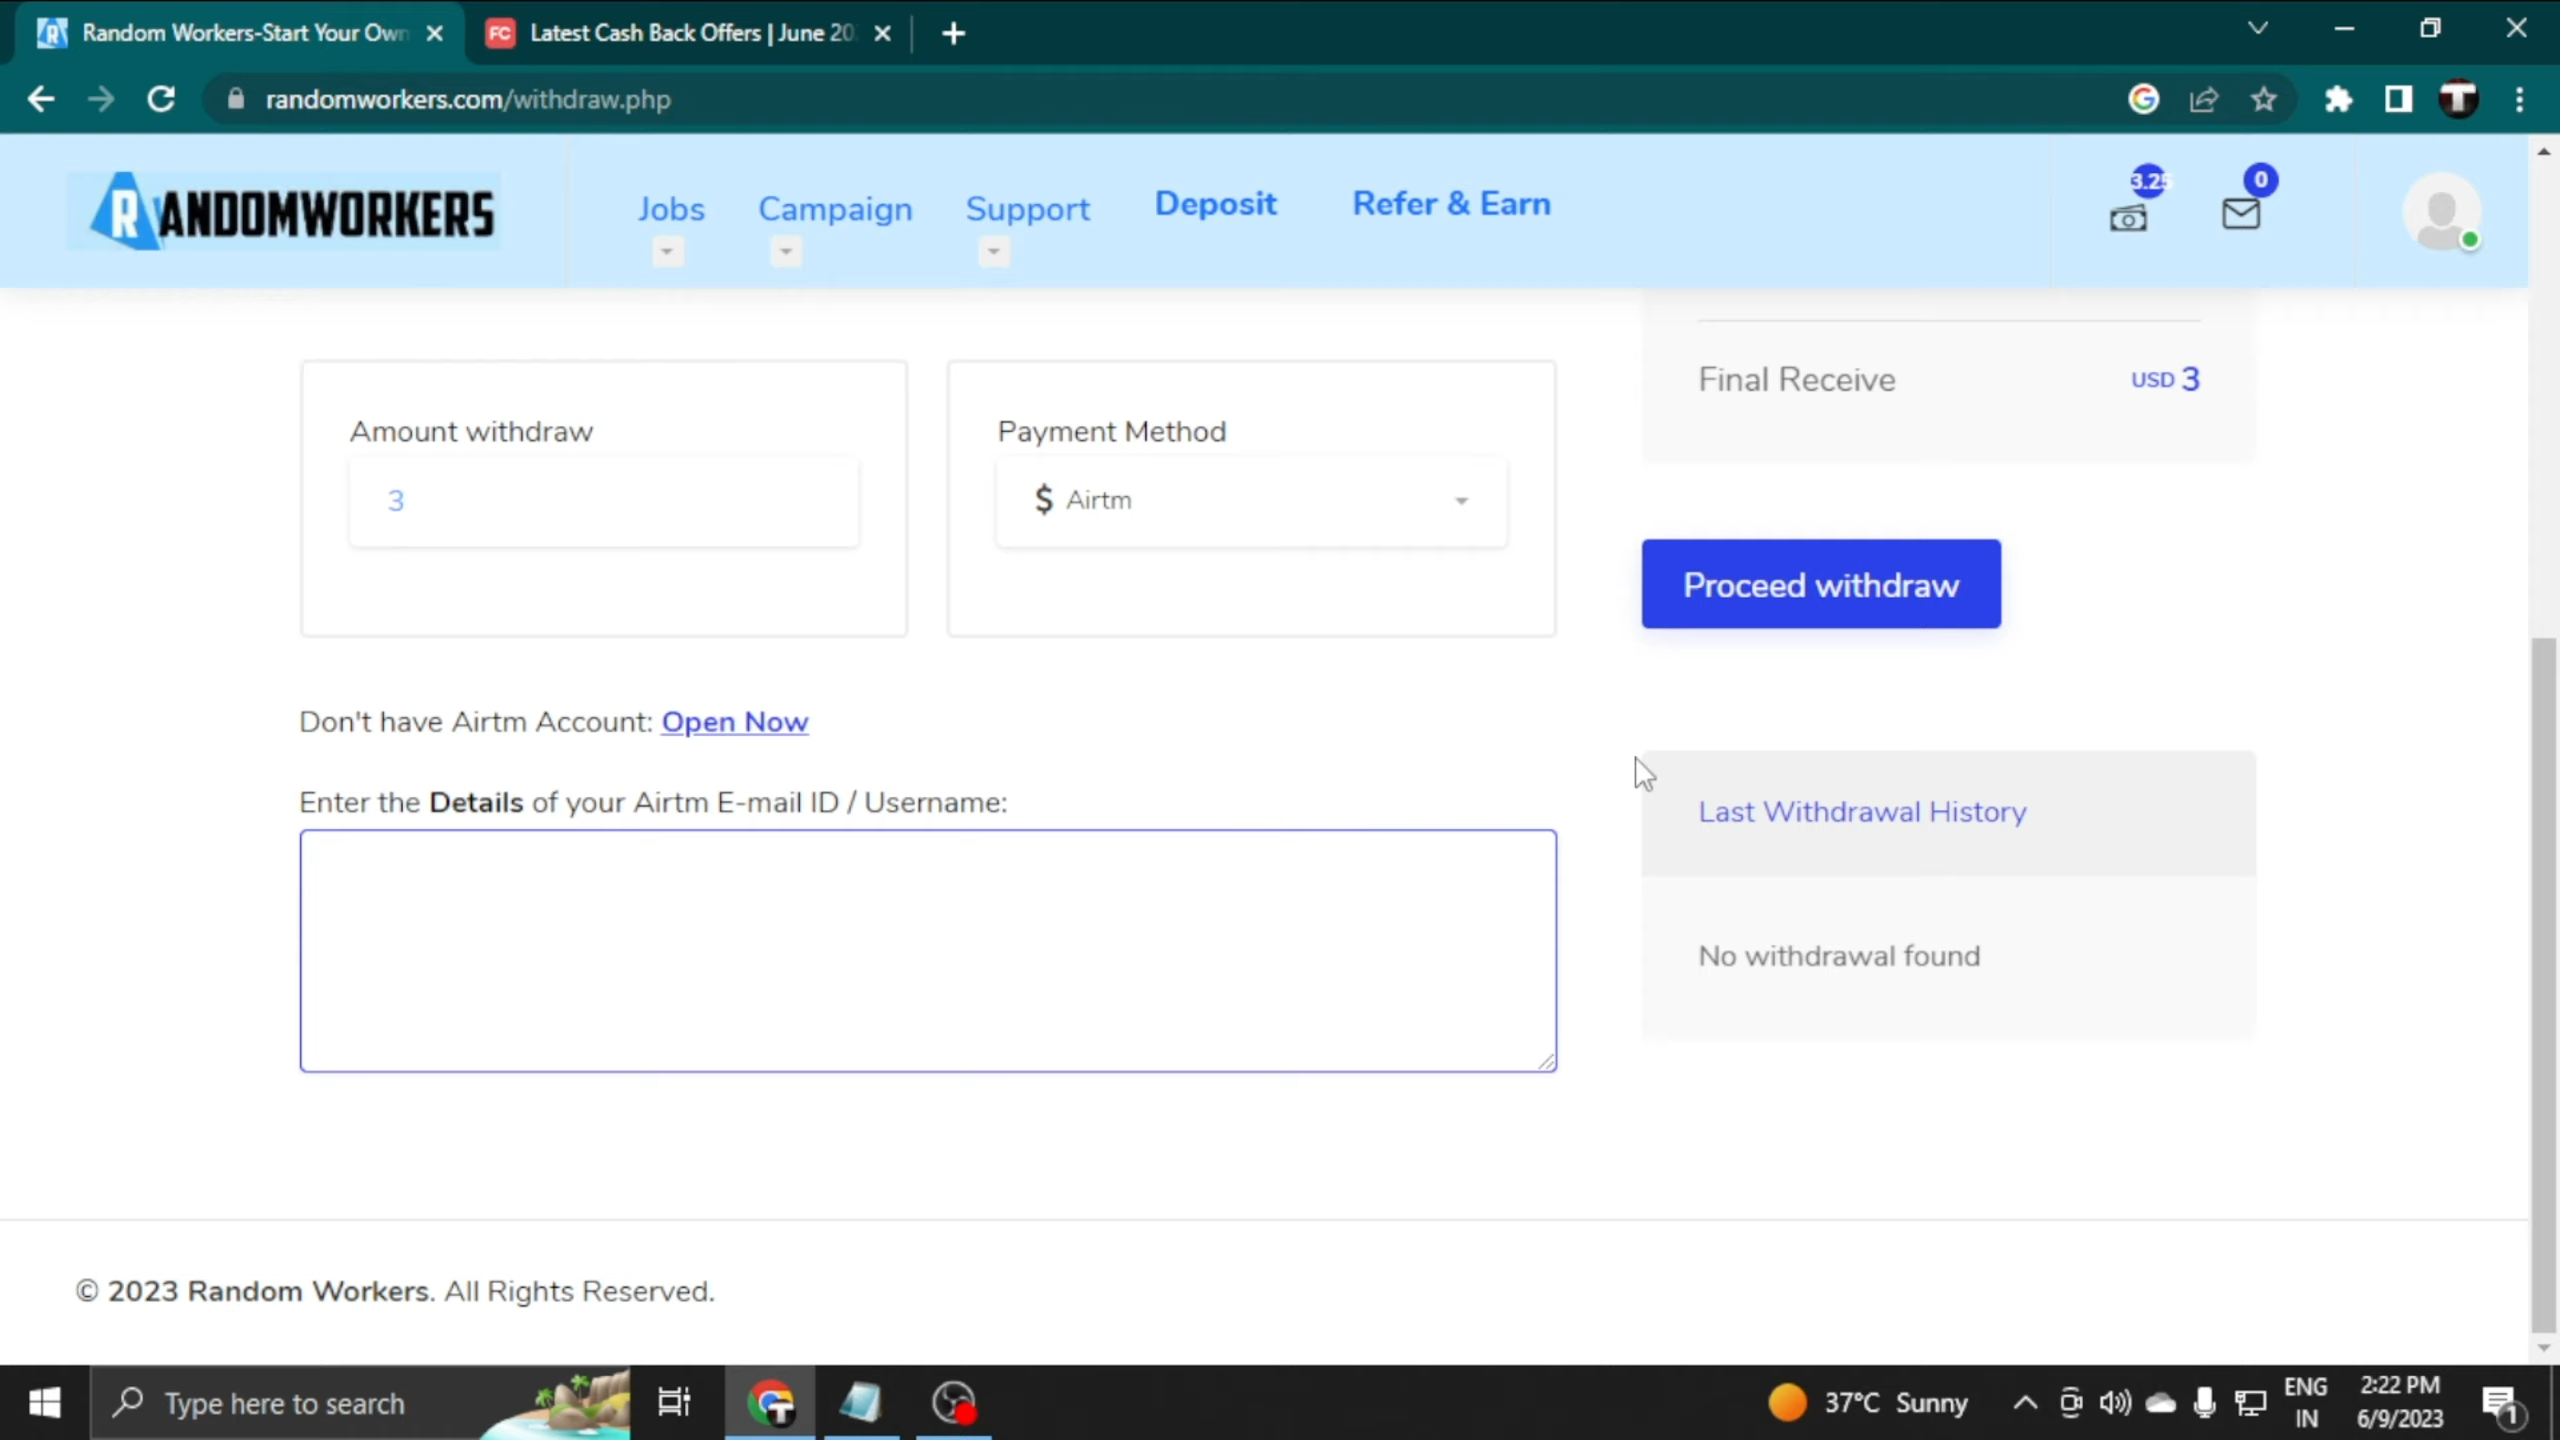 Random Workers-Start Your Own
Latest Cash Back Offers | June 20
randomworkers.com/withdraw.php
RANDOMWORKERS
Jobs
Campaign
Support
Deposit
Refer & Earn
3.25
0
Final Receive
USD 3
Amount withdraw
Payment Method
3
$ Airtm
Proceed withdraw
Don't have Airtm Account: Open Now
Enter the Details of your Airtm E-mail ID / Username:
Last Withdrawal History
No withdrawal found
© 2023 Random Workers. All Rights Reserved.
Type here to search
37°C Sunny
ENG
IN
2:22 PM
6/9/2023
1